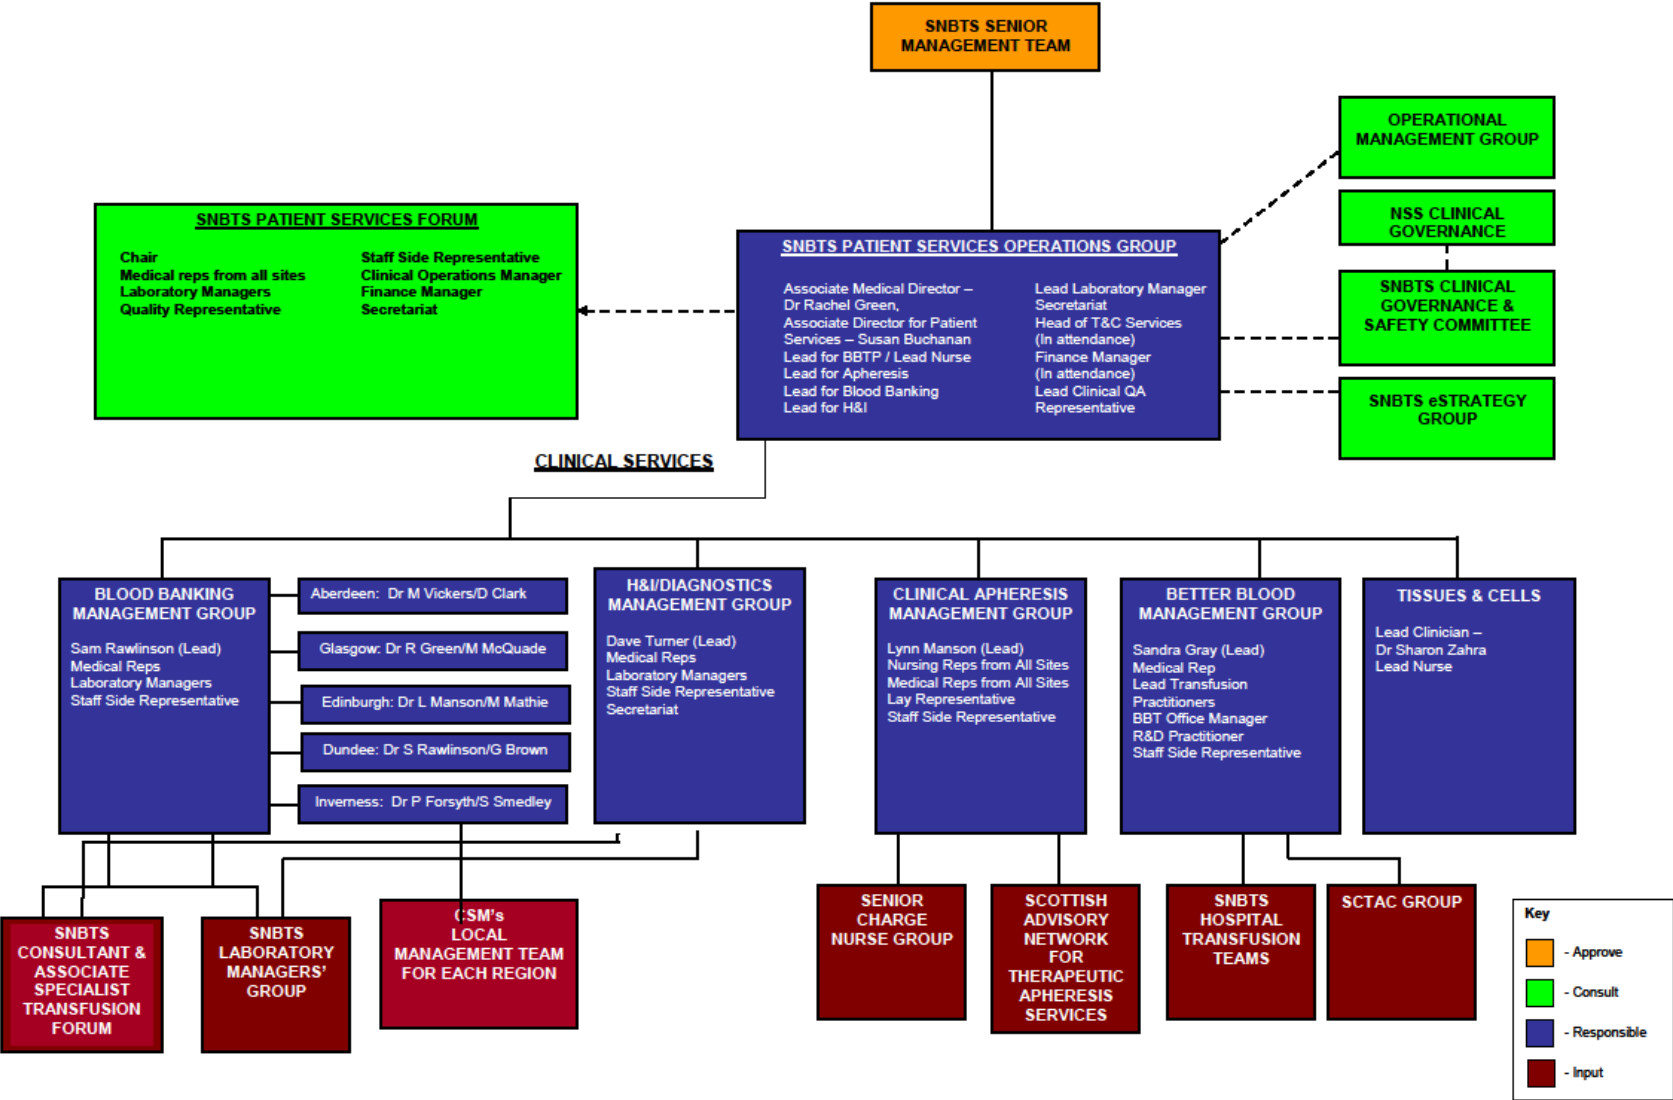 SNBTS SENIOR
MANAGEMENT TEAM
OPERATIONAL
MANAGEMENT GROUP
NSS CLINICAL
GOVERNANCE
SNBTS CLINICAL
GOVERNANCE &
SAFETY COMMITTEE
SNBTS eSTRATEGY
GROUP
SNBTS PATIENT SERVICES FORUM
Chair
Medical reps from all sites
Laboratory Managers
Quality Representative
Staff Side Representative
Clinical Operations Manager
Finance Manager
Secretariat
SNBTS PATIENT SERVICES OPERATIONS GROUP
Associate Medical Director –
Dr Rachel Green,
Associate Director for Patient
Services – Susan Buchanan
Lead for BBTP / Lead Nurse
Lead for Apheresis
Lead for Blood Banking
Lead for H&I
Lead Laboratory Manager
Secretariat
Head of T&C Services
(In attendance)
Finance Manager
(In attendance)
Lead Clinical QA
Representative
CLINICAL SERVICES
BLOOD BANKING
MANAGEMENT GROUP
Sam Rawlinson (Lead)
Medical Reps
Laboratory Managers
Staff Side Representative
Aberdeen: Dr M Vickers/D Clark
Glasgow: Dr R Green/M McQuade
Edinburgh: Dr L Manson/M Mathie
Dundee: Dr S Rawlinson/G Brown
Inverness: Dr P Forsyth/S Smedley
H&I/DIAGNOSTICS
MANAGEMENT GROUP
Dave Turner (Lead)
Medical Reps
Laboratory Managers
Staff Side Representative
Secretariat
CLINICAL APHERESIS
MANAGEMENT GROUP
Lynn Manson (Lead)
Nursing Reps from All Sites
Medical Reps from All Sites
Lay Representative
Staff Side Representative
BETTER BLOOD
MANAGEMENT GROUP
Sandra Gray (Lead)
Medical Rep
Lead Transfusion
Practitioners
BBT Office Manager
R&D Practitioner
Staff Side Representative
TISSUES & CELLS
Lead Clinician –
Dr Sharon Zahra
Lead Nurse
SNBTS
CONSULTANT &
ASSOCIATE
SPECIALIST
TRANSFUSION
FORUM
SNBTS
LABORATORY
MANAGERS'
GROUP
CSM's
LOCAL
MANAGEMENT TEAM
FOR EACH REGION
SENIOR
CHARGE
NURSE GROUP
SCOTTISH
ADVISORY
NETWORK
FOR
THERAPEUTIC
APHERESIS
SERVICES
SNBTS
HOSPITAL
TRANSFUSION
TEAMS
SCTAC GROUP
Key
- Approve
- Consult
- Responsible
- Input